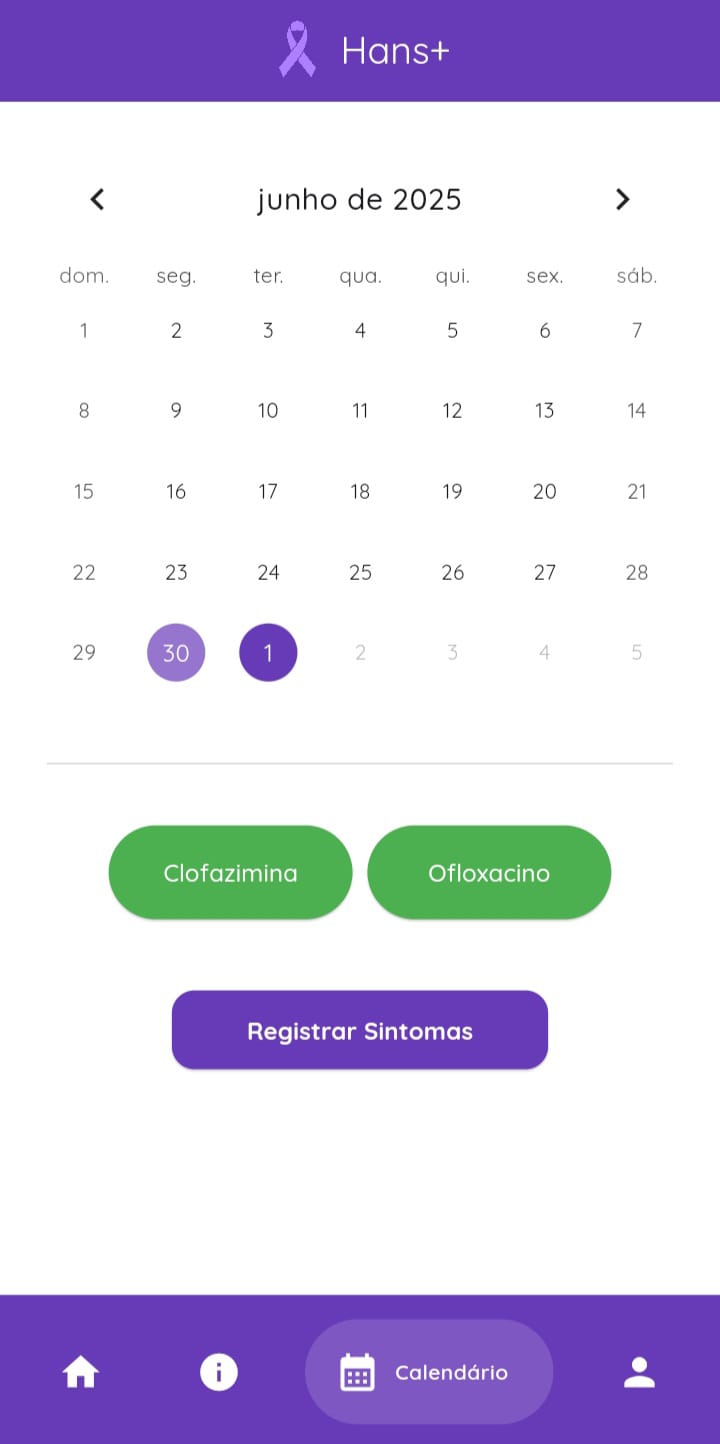 Hans+
junho de 2025
dom. seg. ter. qua. qui. sex. sáb.
1 2 3 4 5 6 7
8 9 10 11 12 13 14
15 16 17 18 19 20 21
22 23 24 25 26 27 28
29 30 1 2 3 4 5
Clofazimina Ofloxacino
Registrar Sintomas
Calendário